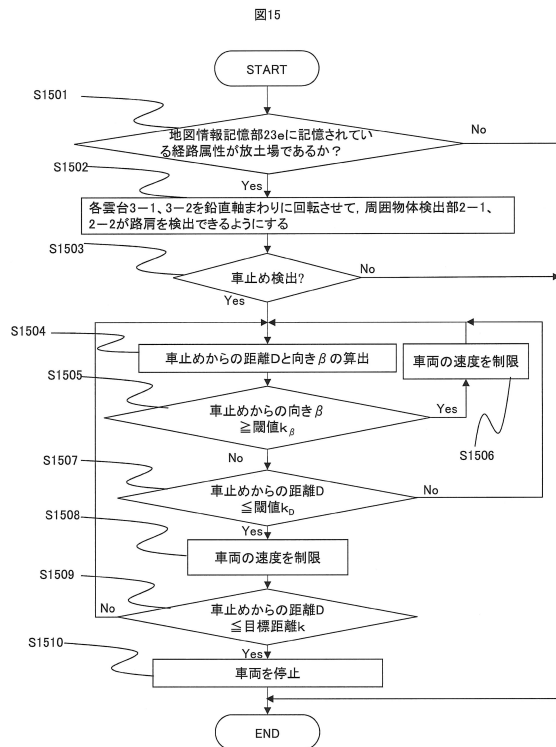 図15
START
S1501
地図情報記憶部23eに記憶されてい
る経路属性が放土場であるか？
No
S1502
Yes
各雲台3－1、3－2を鉛直軸まわりに回転させて，周囲物体検出部2－1、
2－2が路肩を検出できるようにする
S1503
車止め検出?
No
Yes
S1504
車止めからの距離Dと向きβの算出
車両の速度を制限
S1505
車止めからの向きβ
≧閾値kβ
Yes
S1506
No
S1507
車止めからの距離D
≦閾値kD
No
S1508
Yes
車両の速度を制限
S1509
車止めからの距離D
≦目標距離k
No
Yes
S1510
車両を停止
END